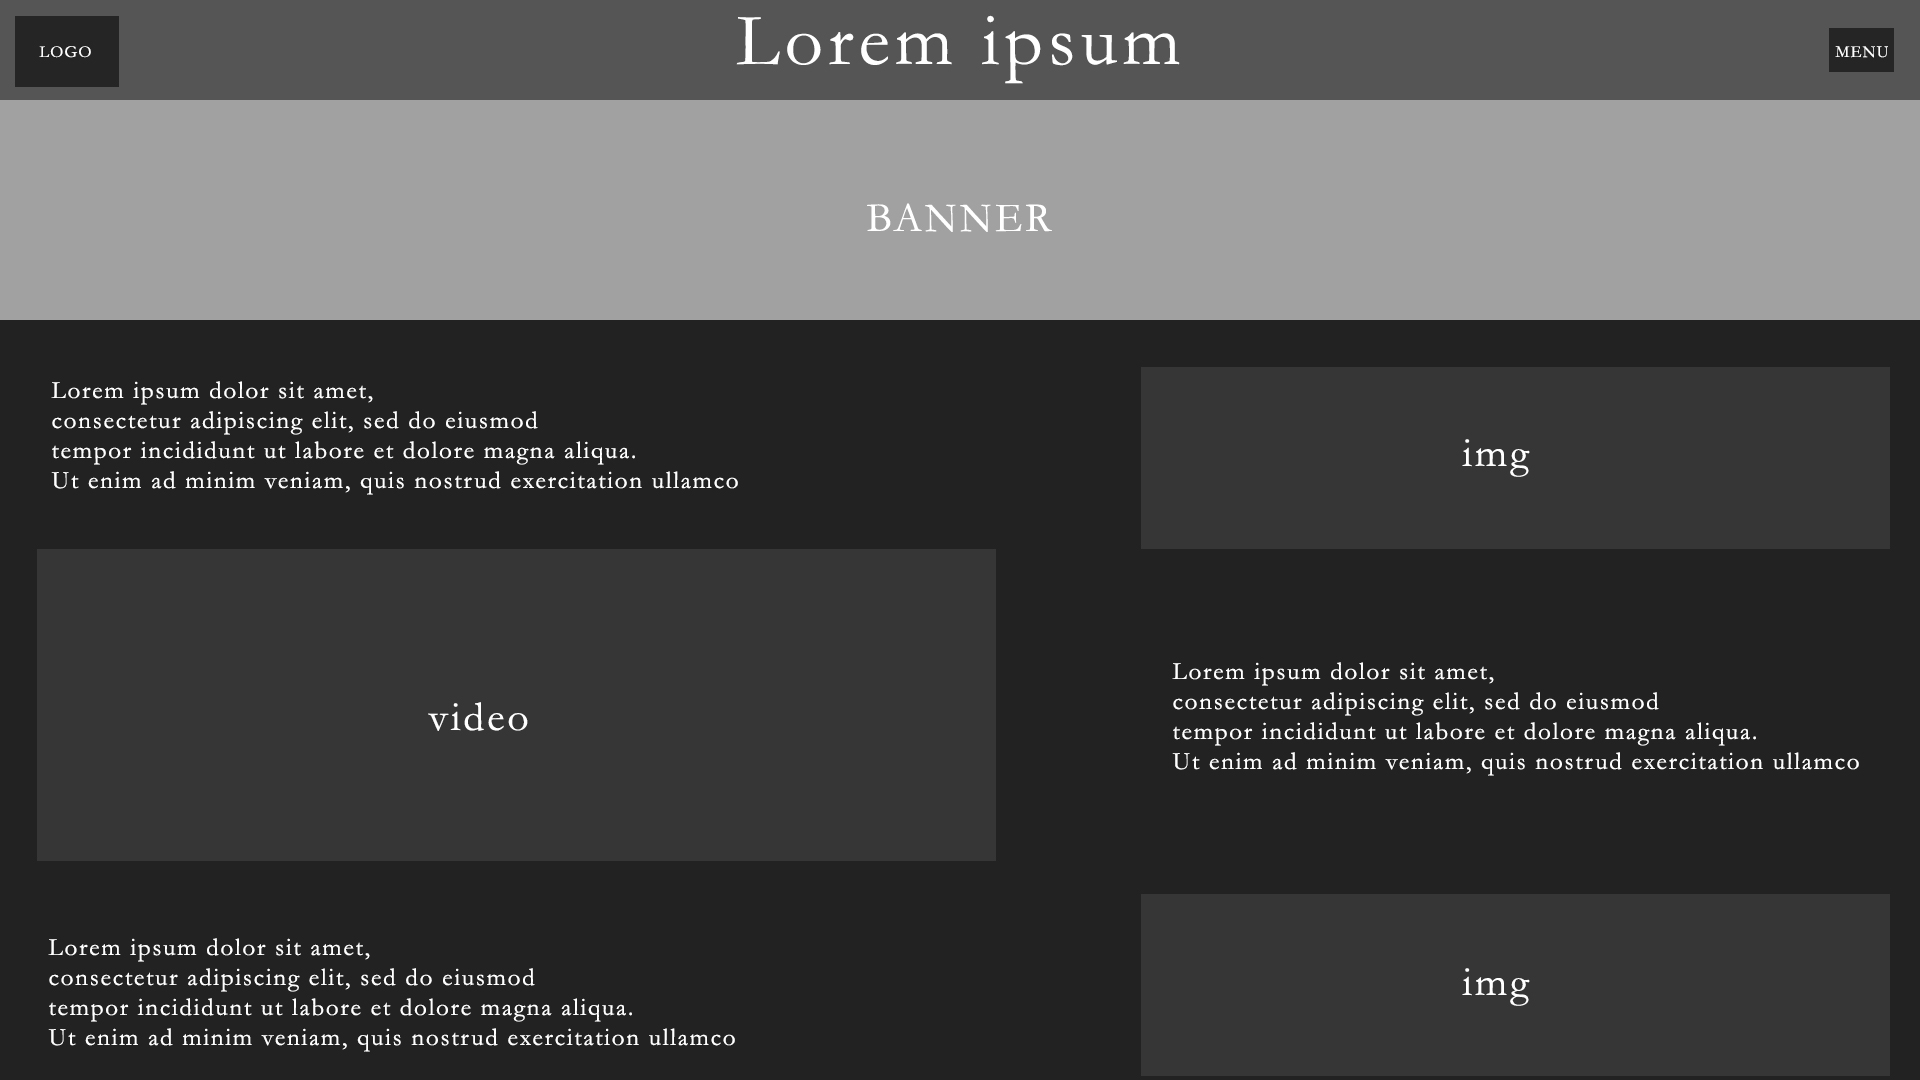 LOGO
Lorem ipsum
MENU
BANNER
Lorem ipsum dolor sit amet,
consectetur adipiscing elit, sed do eiusmod
tempor incididunt ut labore et dolore magna aliqua.
Ut enim ad minim veniam, quis nostrud exercitation ullamco
img
video
Lorem ipsum dolor sit amet,
consectetur adipiscing elit, sed do eiusmod
tempor incididunt ut labore et dolore magna aliqua.
Ut enim ad minim veniam, quis nostrud exercitation ullamco
Lorem ipsum dolor sit amet,
consectetur adipiscing elit, sed do eiusmod
tempor incididunt ut labore et dolore magna aliqua.
Ut enim ad minim veniam, quis nostrud exercitation ullamco
img